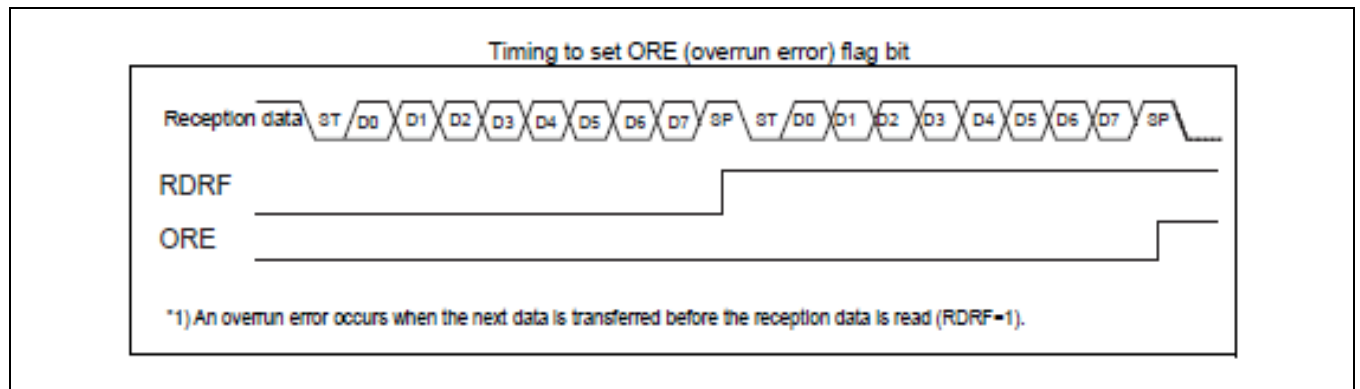 Timing to set ORE (overrun error) flag bit
Reception data ST D0 D1 D2 D3 D4 D5 D6 D7 SP ST D0 D1 D2 D3 D4 D5 D6 D7 SP
RDRF
ORE
*1) An overrun error occurs when the next data is transferred before the reception data is read (RDRF=1).